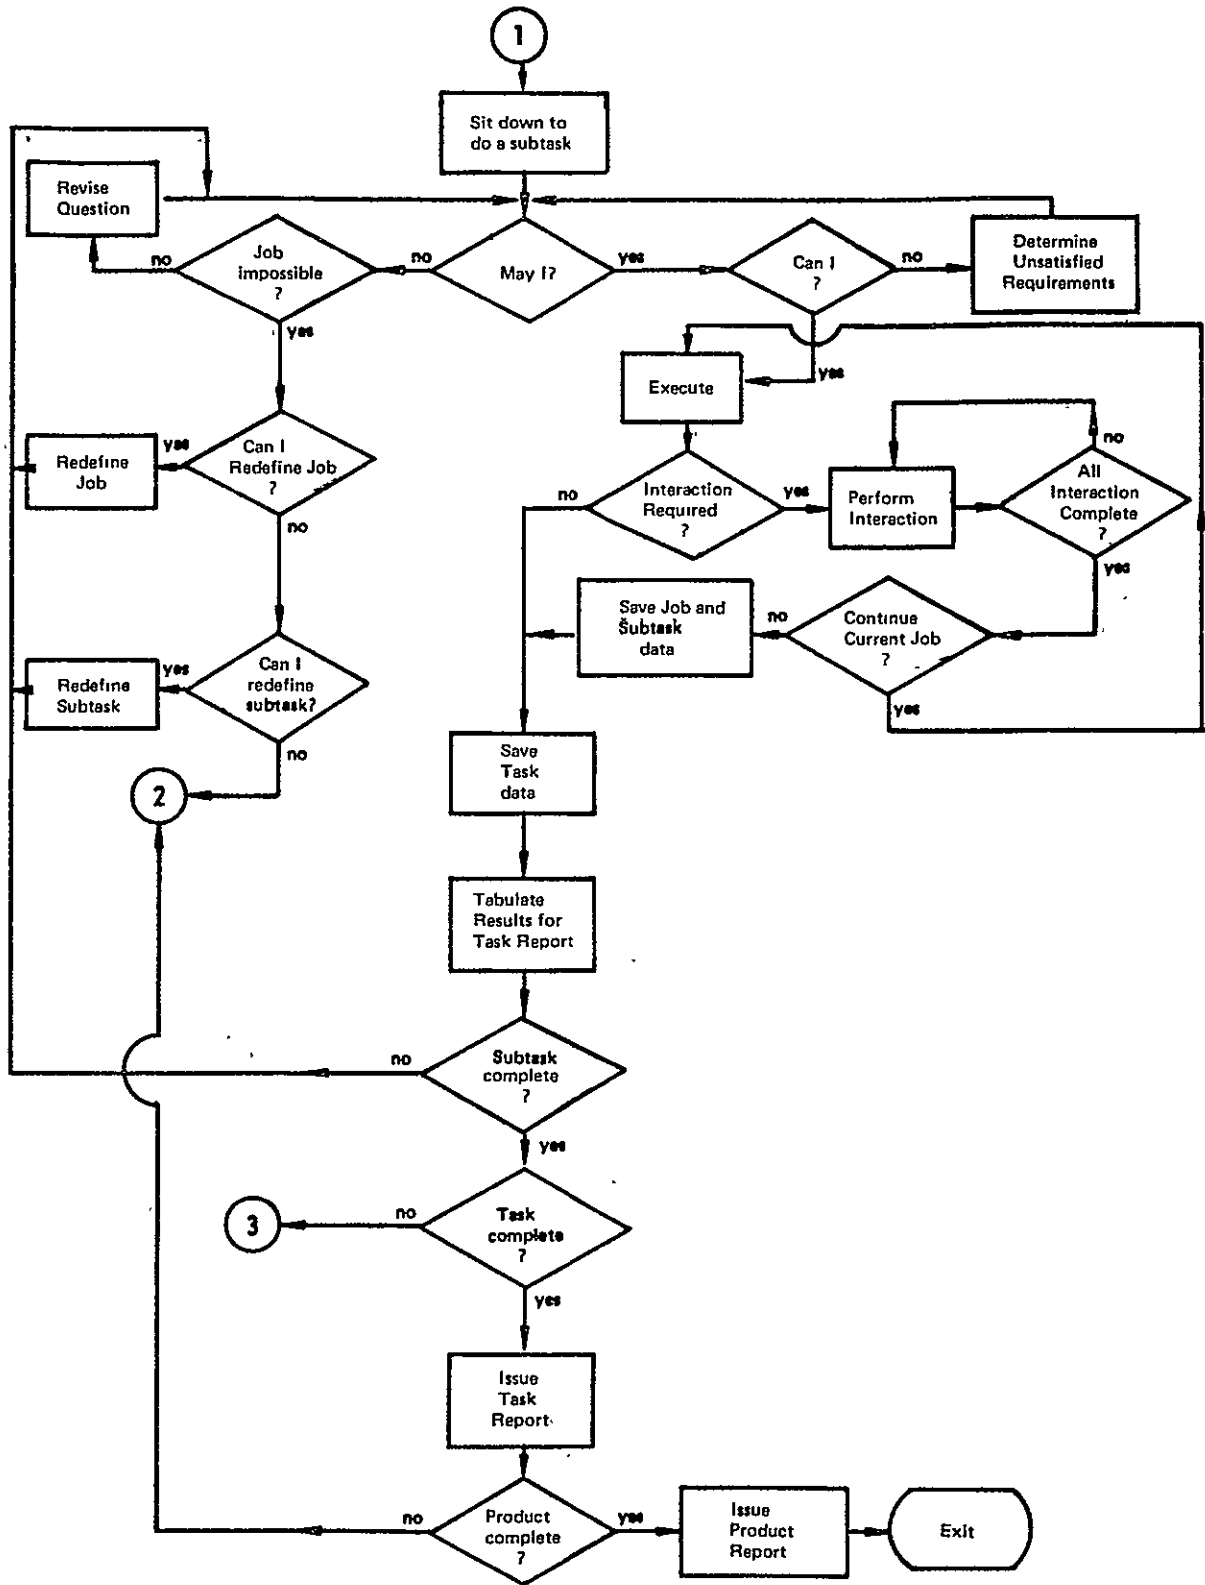 1
Sit down to
do a subtask
Revise
Question
no
Job
impossible
?
no
May I?
yes
Can I
?
no
Determine
Unsatisfied
Requirements
yes
yes
Execute
no
Can I
Redefine Job
?
yes
Redefine
Job
no
no
Interaction
Required
?
yes
Perform
Interaction
All
Interaction
Complete
?
yes
Save Job and
Subtask
data
no
Continue
Current Job
?
yes
Can I
redefine
subtask?
yes
Redefine
Subtask
no
2
Save
Task
data
Tabulate
Results for
Task Report
no
Subtask
complete
?
yes
3
no
Task
complete
?
yes
Issue
Task
Report
no
Product
complete
?
yes
Issue
Product
Report
Exit